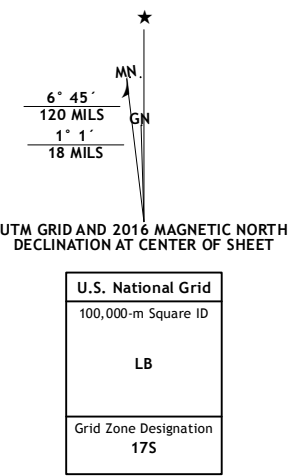 ★
MN.
6° 45´
120 MILS
GN
1° 1´
18 MILS
UTM GRID AND 2016 MAGNETIC NORTH
DECLINATION AT CENTER OF SHEET
U.S. National Grid
100,000-m Square ID
LB
Grid Zone Designation
17S